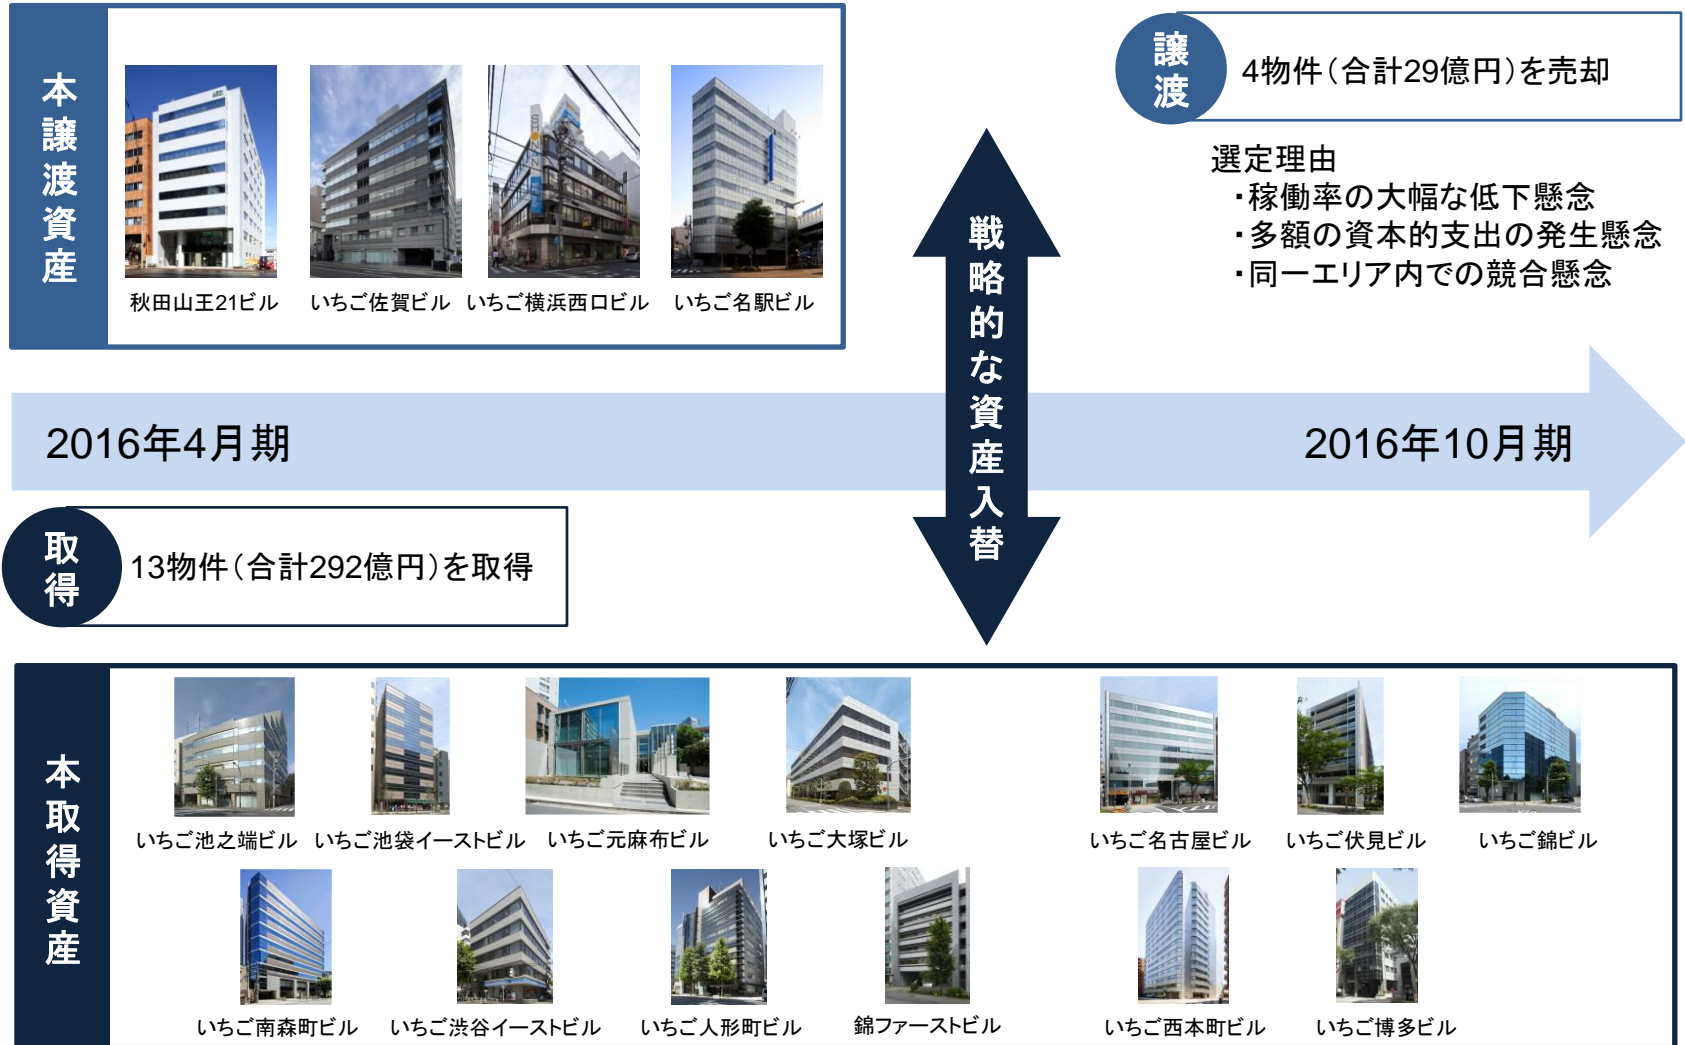 本譲渡資産
秋田山王21ビル
いちご佐賀ビル
いちご横浜西口ビル
いちご名駅ビル
譲渡
4物件（合計29億円）を売却
選定理由
・稼働率の大幅な低下懸念
・多額の資本的支出の発生懸念
・同一エリア内での競合懸念
戦略的な資産入替
2016年4月期
2016年10月期
取得
13物件（合計292億円）を取得
本取得資産
いちご池之端ビル
いちご池袋イーストビル
いちご元麻布ビル
いちご大塚ビル
いちご名古屋ビル
いちご伏見ビル
いちご錦ビル
いちご南森町ビル
いちご渋谷イーストビル
いちご人形町ビル
錦ファーストビル
いちご西本町ビル
いちご博多ビル